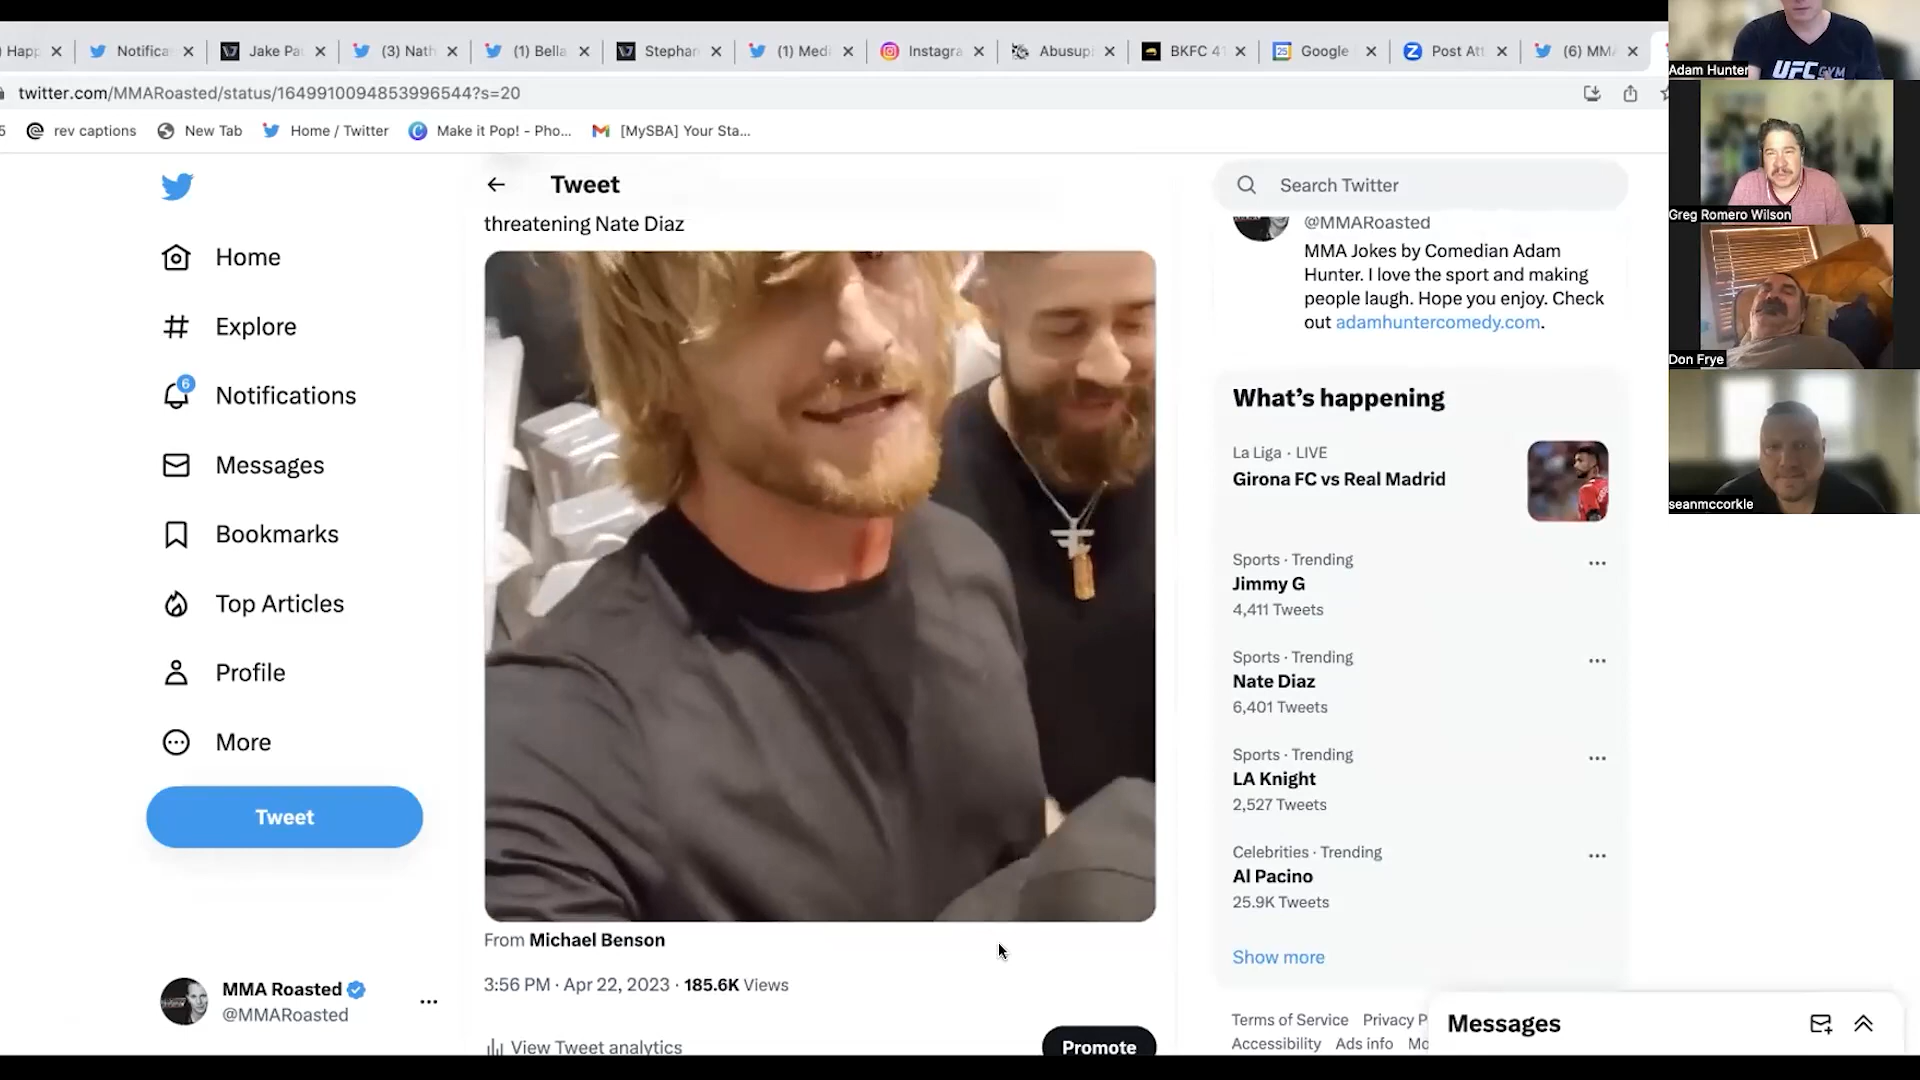 Happ
Notifica
Jake Pa
(3) Nath
(1) Bella
Stephan
(1) Medi
Instagra
Abusup
BKFC 41
Google
Post Att
(6) MMA
twitter.com/MMARoasted/status/1649910094853996544?s=20
rev captions
New Tab
Home / Twitter
Make it Pop! - Pho...
[MySBA] Your Sta...
Home
Explore
6
Notifications
Messages
Bookmarks
Top Articles
Profile
More
Tweet
MMA Roasted
@MMARoasted
Tweet
threatening Nate Diaz
From Michael Benson
3:56 PM · Apr 22, 2023 · 185.6K Views
View Tweet analytics
Promote
Search Twitter
@MMARoasted
MMA Jokes by Comedian Adam
Hunter. I love the sport and making
people laugh. Hope you enjoy. Check
out adamhuntercomedy.com.
What's happening
La Liga · LIVE
Girona FC vs Real Madrid
Sports · Trending
Jimmy G
4,411 Tweets
Sports · Trending
Nate Diaz
6,401 Tweets
Sports · Trending
LA Knight
2,527 Tweets
Celebrities · Trending
Al Pacino
25.9K Tweets
Show more
Terms of Service Privacy P
Accessibility Ads info Mo
Messages
UFC GYM
Adam Hunter
Greg Romero Wilson
Don Frye
seanmccorkle